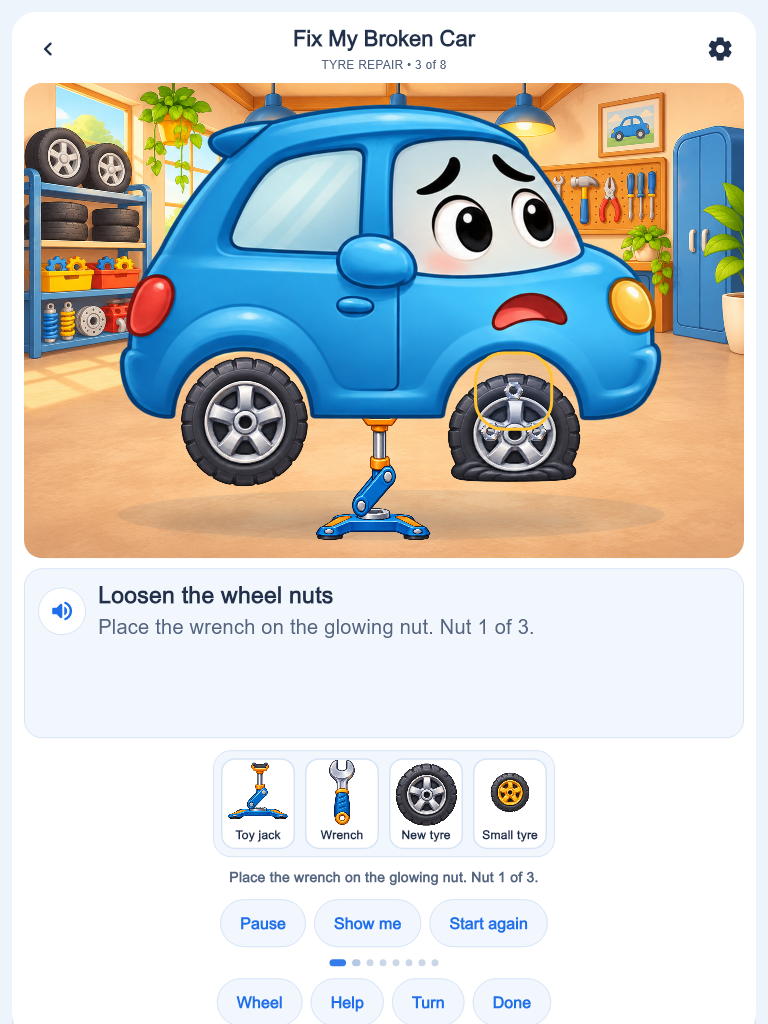 Fix My Broken Car
TYRE REPAIR • 3 of 8
Loosen the wheel nuts
Place the wrench on the glowing nut. Nut 1 of 3.
Toy jack
Wrench
New tyre
Small tyre
Place the wrench on the glowing nut. Nut 1 of 3.
Pause
Show me
Start again
Wheel
Help
Turn
Done